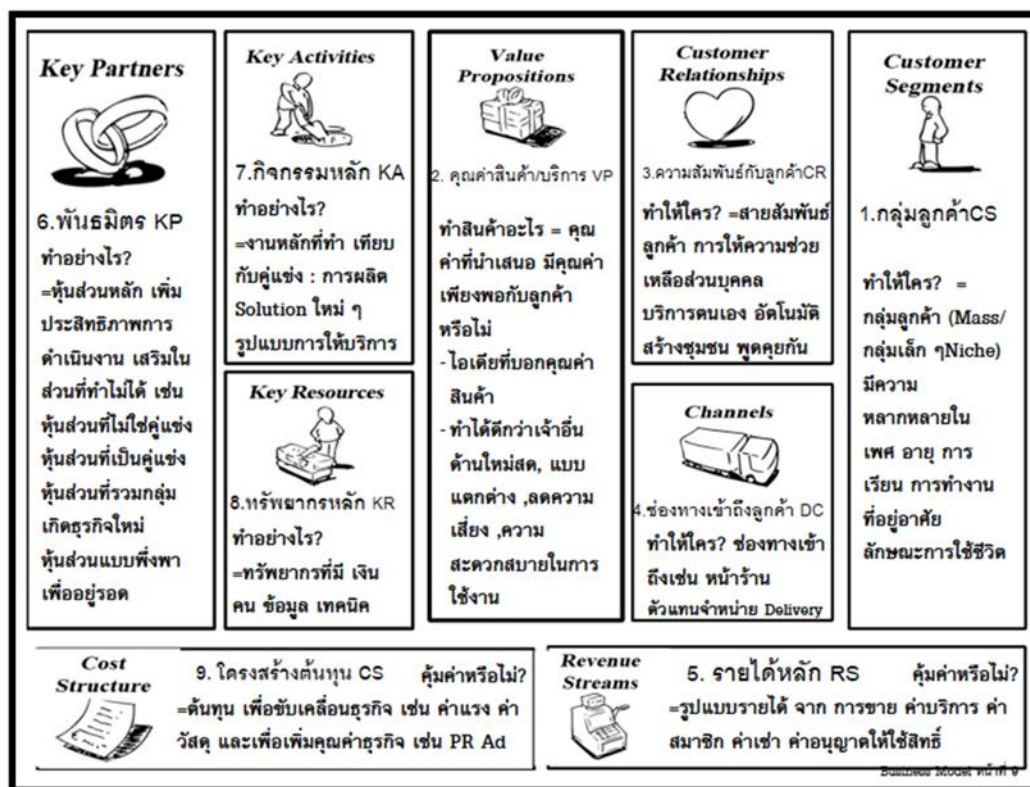 Key Partners
6.พันธมิตร KP
ทำอย่างไร?
=หุ้นส่วนหลัก เพิ่ม
ประสิทธิภาพการ
ดำเนินงาน เสริมใน
ส่วนที่ทำไม่ได้ เช่น
หุ้นส่วนที่ไม่ใช่คู่แข่ง
หุ้นส่วนที่เป็นคู่แข่ง
หุ้นส่วนที่รวมกลุ่ม
เกิดธุรกิจใหม่
หุ้นส่วนแบบพึ่งพา
เพื่ออยู่รอด
Key Activities
7.กิจกรรมหลัก KA
ทำอย่างไร?
=งานหลักที่ทำ เทียบ
กับคู่แข่ง : การผลิต
Solution ใหม่ ๆ
รูปแบบการให้บริการ
Key Resources
8.ทรัพยากรหลัก KR
ทำอย่างไร?
=ทรัพยากรที่มี เงิน
คน ข้อมูล เทคนิค
Value
Propositions
2. คุณค่าสินค้า/บริการ VP
ทำสินค้าอะไร = คุณ
ค่าที่นำเสนอ มีคุณค่า
เพียงพอกับลูกค้า
หรือไม่
- ไอเดียที่บอกคุณค่า
สินค้า
- ทำได้ดีกว่าเจ้าอื่น
ด้านใหม่สด, แบบ
แตกต่าง ,ลดความ
เสี่ยง ,ความ
สะดวกสบายในการ
ใช้งาน
Customer
Relationships
3.ความสัมพันธ์กับลูกค้าCR
ทำให้ใคร? =สายสัมพันธ์
ลูกค้า การให้ความช่วย
เหลือส่วนบุคคล
บริการตนเอง อัตโนมัติ
สร้างชุมชน พูดคุยกัน
Channels
4.ช่องทางเข้าถึงลูกค้า DC
ทำให้ใคร? ช่องทางเข้า
ถึงเช่น หน้าร้าน
ตัวแทนจำหน่าย Delivery
Customer
Segments
1.กลุ่มลูกค้าCS
ทำให้ใคร? =
กลุ่มลูกค้า (Mass/
กลุ่มเล็ก ๆNiche)
มีความ
หลากหลายใน
เพศ อายุ การ
เรียน การทำงาน
ที่อยู่อาศัย
ลักษณะการใช้ชีวิต
Cost
Structure
9. โครงสร้างต้นทุน CS คุ้มค่าหรือไม่?
=ต้นทุน เพื่อขับเคลื่อนธุรกิจ เช่น ค่าแรง ค่า
วัสดุ และเพื่อเพิ่มคุณค่าธุรกิจ เช่น PR Ad
Revenue
Streams
5. รายได้หลัก RS คุ้มค่าหรือไม่?
=รูปแบบรายได้ จาก การขาย ค่าบริการ ค่า
สมาชิก ค่าเช่า ค่าอนุญาตให้ใช้สิทธิ์
Business Model หน้าที่ 9